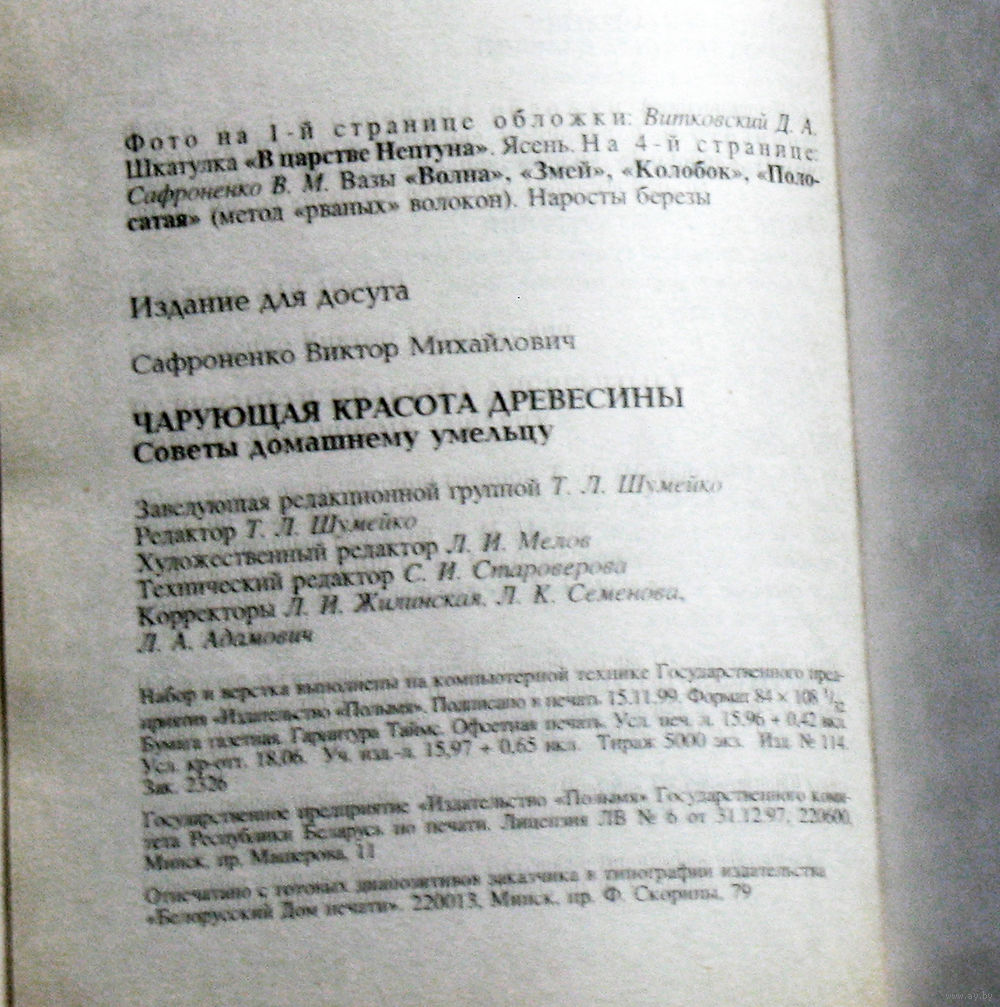 Фото на 1-й странице обложки: Витковский Д. А.
Шкатулка «В царстве Нептуна». Ясень. На 4-й странице:
Сафроненко В. М. Вазы «Волна», «Змей», «Колобок», «Поло-
сатая» (метод «рваных» волокон). Наросты березы
Издание для досуга
Сафроненко Виктор Михайлович
ЧАРУЮЩАЯ КРАСОТА ДРЕВЕСИНЫ
Советы домашнему умельцу
Заведующая редакционной группой Т. Л. Шумейко
Редактор Т. Л. Шумейко
Художественный редактор Л. И. Мелов
Технический редактор С. И. Староверова
Корректоры Л. И. Жилинская, Л. К. Семенова,
Л. А. Адамович
Набор и верстка выполнены на компьютерной технике Государственного пред-
приятия «Издательство «Полымя». Подписано в печать 15.11.99. Формат 84 × 108 1/32.
Бумага газетная. Гарнитура Таймс. Офсетная печать. Усл. печ. л. 15,96 + 0,42 вкл.
Усл. кр-отт. 18,06. Уч. изд.-л. 15,97 + 0,65 вкл. Тираж 5000 экз. Изд. № 114.
Зак. 2326
Государственное предприятие «Издательство «Полымя» Государственного коми-
тета Республики Беларусь по печати. Лицензия ЛВ № 6 от 31.12.97, 220600,
Минск, пр. Машерова, 11
Отпечатано с готовых диапозитивов заказчика в типографии издательства
«Белорусский Дом печати». 220013, Минск, пр. Ф. Скорины, 79
www.ay.by